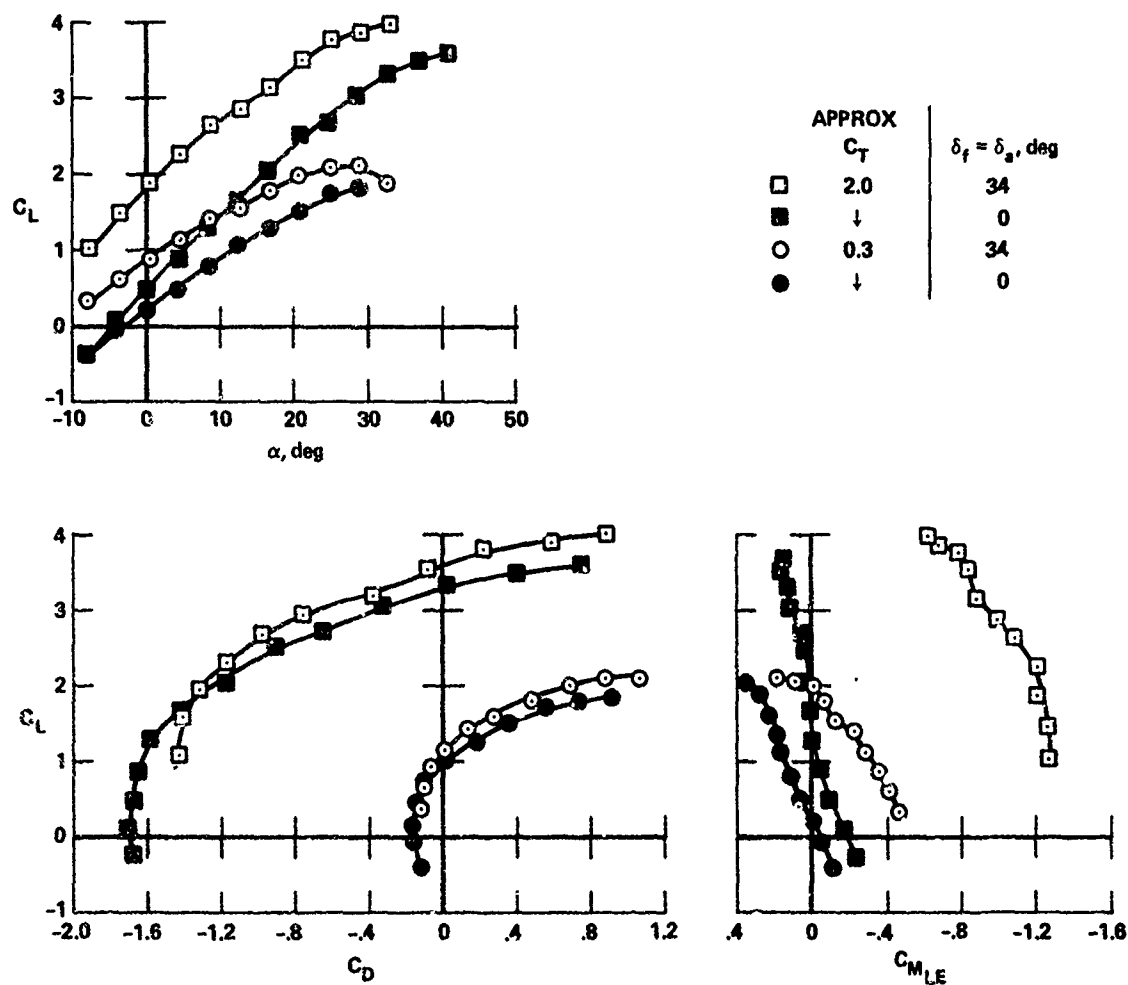 4
3
2
1
0
-1
C_L
-10
0
10
20
30
40
50
α, deg
APPROX
C_T
δ_f = δ_a, deg
2.0 34
↓ 0
0.3 34
↓ 0
4
3
2
1
0
-1
C_L
-2.0 -1.6 -1.2 -.8 -.4 0 .4 .8 1.2
C_D
.4 0 -.4 -.8 -1.2 -1.6
C_M_LE